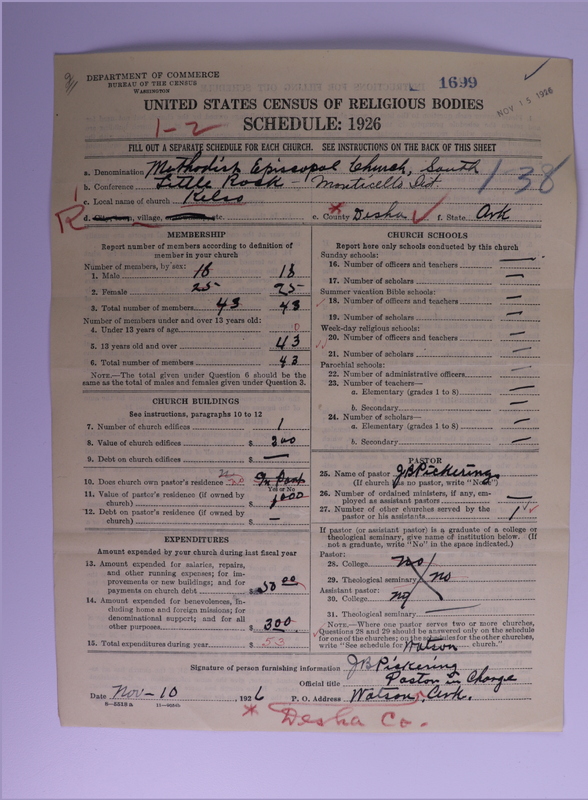 DEPARTMENT OF COMMERCE
BUREAU OF THE CENSUS
WASHINGTON
1699
NOV 15 1926
UNITED STATES CENSUS OF RELIGIOUS BODIES
1-2
SCHEDULE: 1926
FILL OUT A SEPARATE SCHEDULE FOR EACH CHURCH. SEE INSTRUCTIONS ON THE BACK OF THIS SHEET
a. Denomination Methodist Episcopal Church, South
b. Conference Little Rock Monticello Dist
1-38
c. Local name of church Kelso
R d. village, etc. e. County Desha f. State Ark
MEMBERSHIP
Report number of members according to definition of
member in your church
Number of members, by sex:
1. Male 18 18
2. Female 25 25
3. Total number of members 43 43
Number of members under and over 13 years old:
4. Under 13 years of age 0
5. 13 years old and over 43
6. Total number of members 43
NOTE.—The total given under Question 6 should be
same as the total of males and females given under Question 3.
CHURCH BUILDINGS
See instructions, paragraphs 10 to 12
7. Number of church edifices 1
8. Value of church edifices $ 200
9. Debt on church edifices $ —
10. Does church own pastor's residence no In Part
Yes or No
11. Value of pastor's residence (if owned by
church) $ 1000
12. Debt on pastor's residence (if owned by
church) $ —
EXPENDITURES
Amount expended by your church during last fiscal year
13. Amount expended for salaries, repairs,
and other running expenses; for im-
provements or new buildings; and for
payments on church debt $ 50 00
14. Amount expended for benevolences, in-
cluding home and foreign missions; for
denominational support; and for all
other purposes $ 300
15. Total expenditures during year $ 53
CHURCH SCHOOLS
Report here only schools conducted by this church
Sunday schools:
16. Number of officers and teachers —
17. Number of scholars —
Summer vacation Bible schools:
18. Number of officers and teachers —
19. Number of scholars —
Week-day religious schools:
20. Number of officers and teachers —
21. Number of scholars —
Parochial schools:
22. Number of administrative officers —
23. Number of teachers—
a. Elementary (grades 1 to 8) —
b. Secondary —
24. Number of scholars—
a. Elementary (grades 1 to 8) —
b. Secondary —
PASTOR
25. Name of pastor J B Pickering
(If church has no pastor, write "None")
26. Number of ordained ministers, if any, em-
ployed as assistant pastors —
27. Number of other churches served by the
pastor or his assistants 1
If pastor (or assistant pastor) is a graduate of a college or
theological seminary, give name of institution below. (If
not a graduate, write "No" in the space indicated.)
Pastor:
28. College no
29. Theological seminary no
Assistant pastor:
30. College no
31. Theological seminary
NOTE.—Where one pastor serves two or more churches,
Questions 28 and 29 should be answered only on the schedule
for one of the churches; on the schedules for the other churches,
write "See schedule for Watson church."
Signature of person furnishing information J B Pickering
Official title Pastor in Charge
Date Nov-10, 1926 P. O. Address Watson, Ark.
8-5518a
* Desha Co.